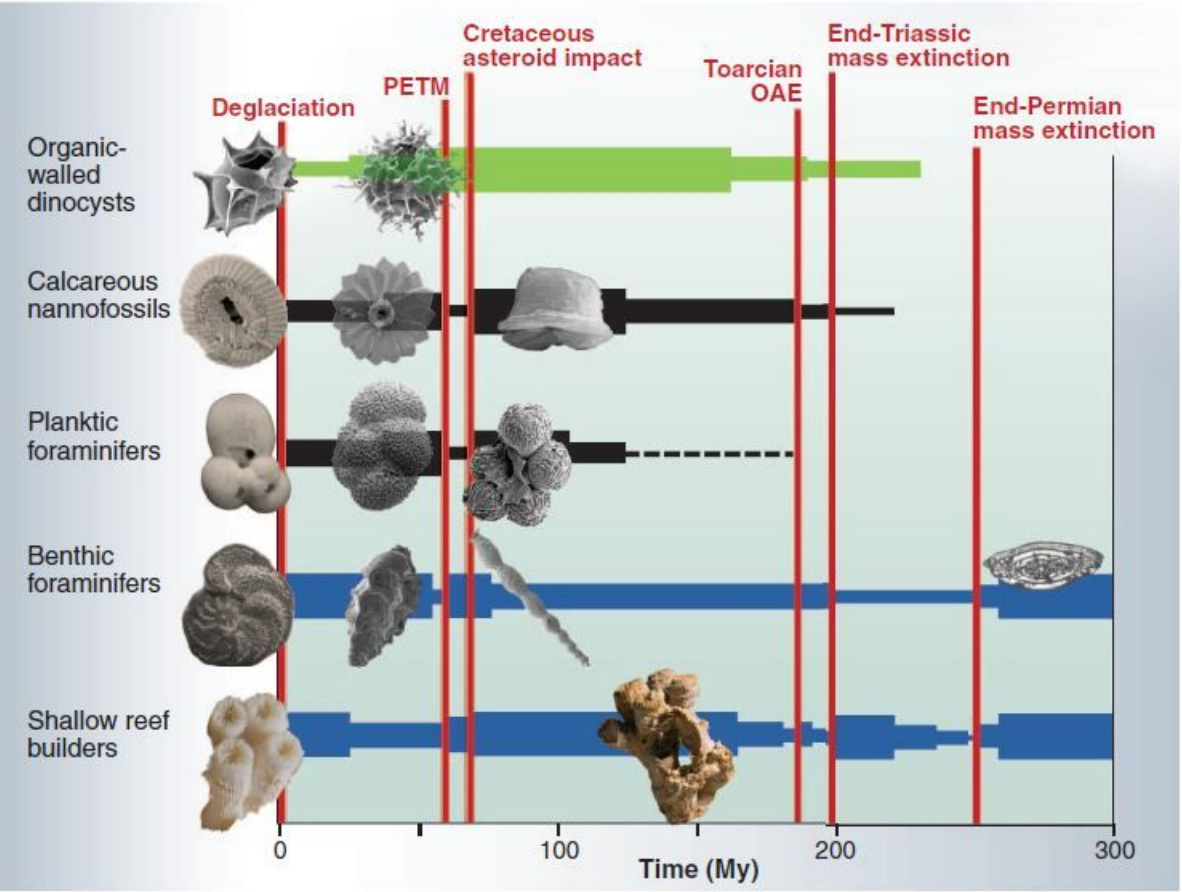 Cretaceous
asteroid impact
End-Triassic
mass extinction
Toarcian
OAE
PETM
Deglaciation
End-Permian
mass extinction
Organic-
walled
dinocysts
Calcareous
nannofossils
Planktic
foraminifers
Benthic
foraminifers
Shallow reef
builders
0
100
200
300
Time (My)